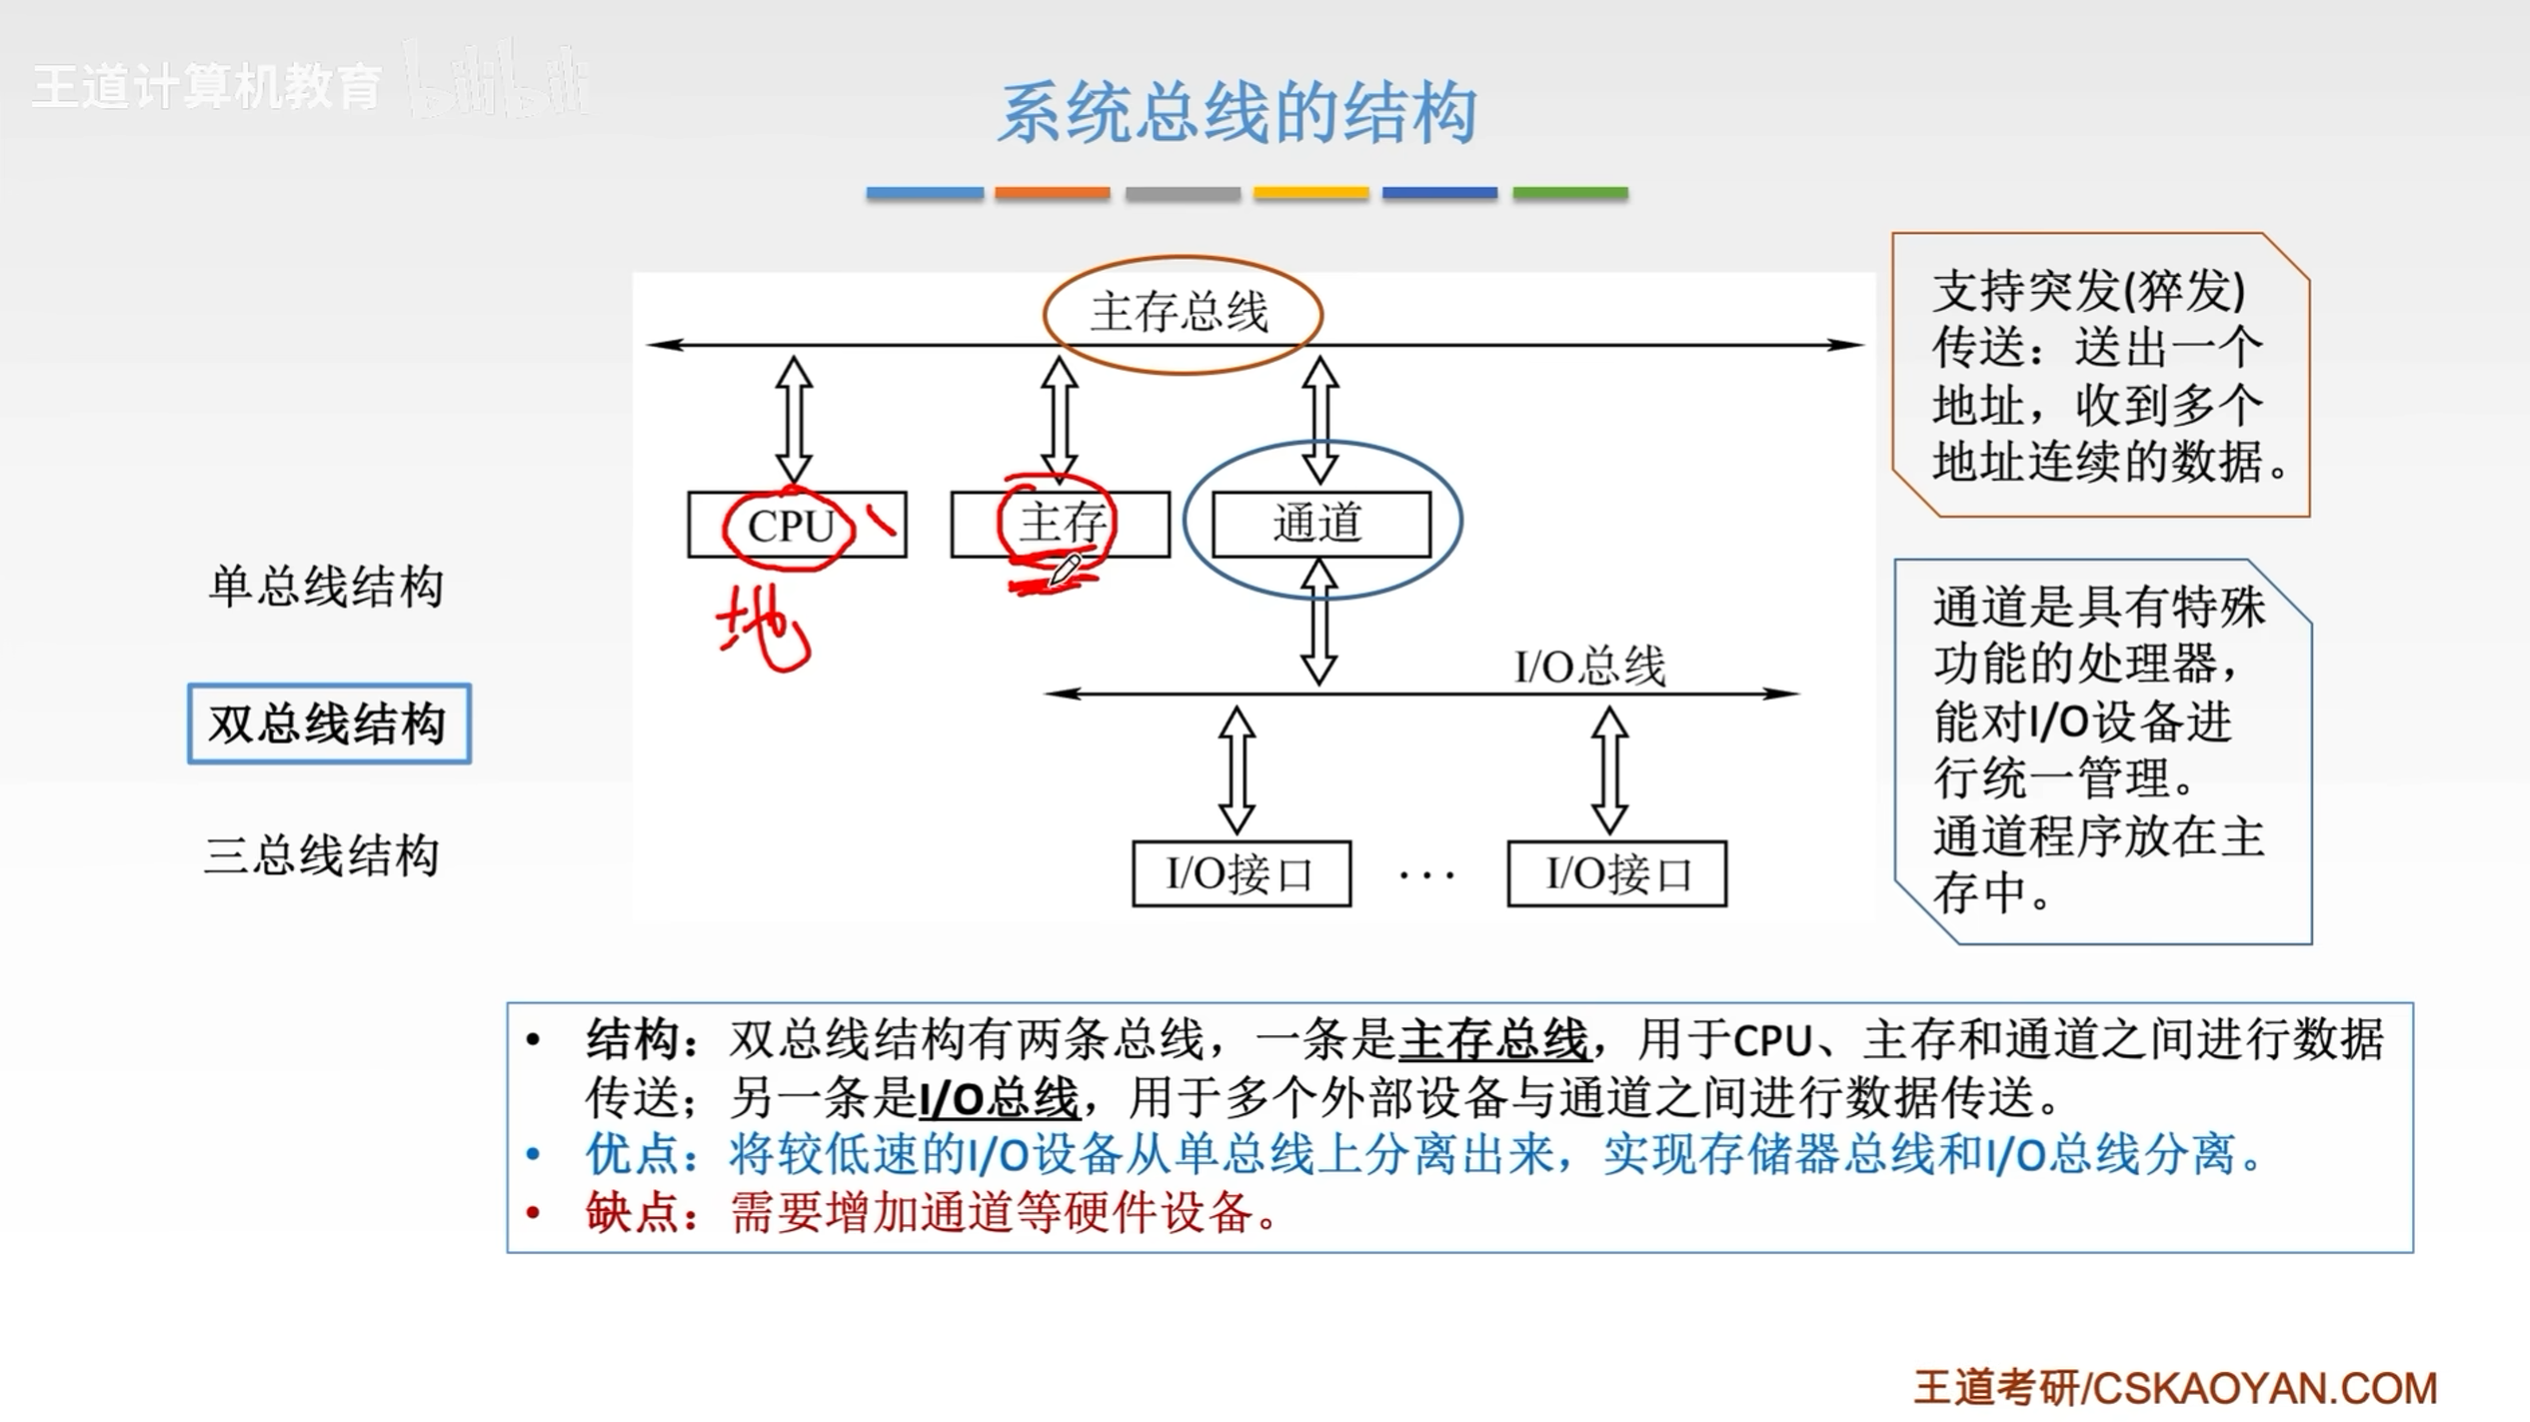 王道计算机教育 bilibili
系统总线的结构
主存总线
CPU
主存
通道
地
I/O总线
I/O接口
...
I/O接口
单总线结构
双总线结构
三总线结构
支持突发(猝发)
传送：送出一个
地址，收到多个
地址连续的数据。
通道是具有特殊
功能的处理器，
能对I/O设备进
行统一管理。
通道程序放在主
存中。
• 结构：双总线结构有两条总线，一条是主存总线，用于CPU、主存和通道之间进行数据
传送；另一条是I/O总线，用于多个外部设备与通道之间进行数据传送。
• 优点：将较低速的I/O设备从单总线上分离出来，实现存储器总线和I/O总线分离。
• 缺点：需要增加通道等硬件设备。
王道考研/CSKAOYAN.COM